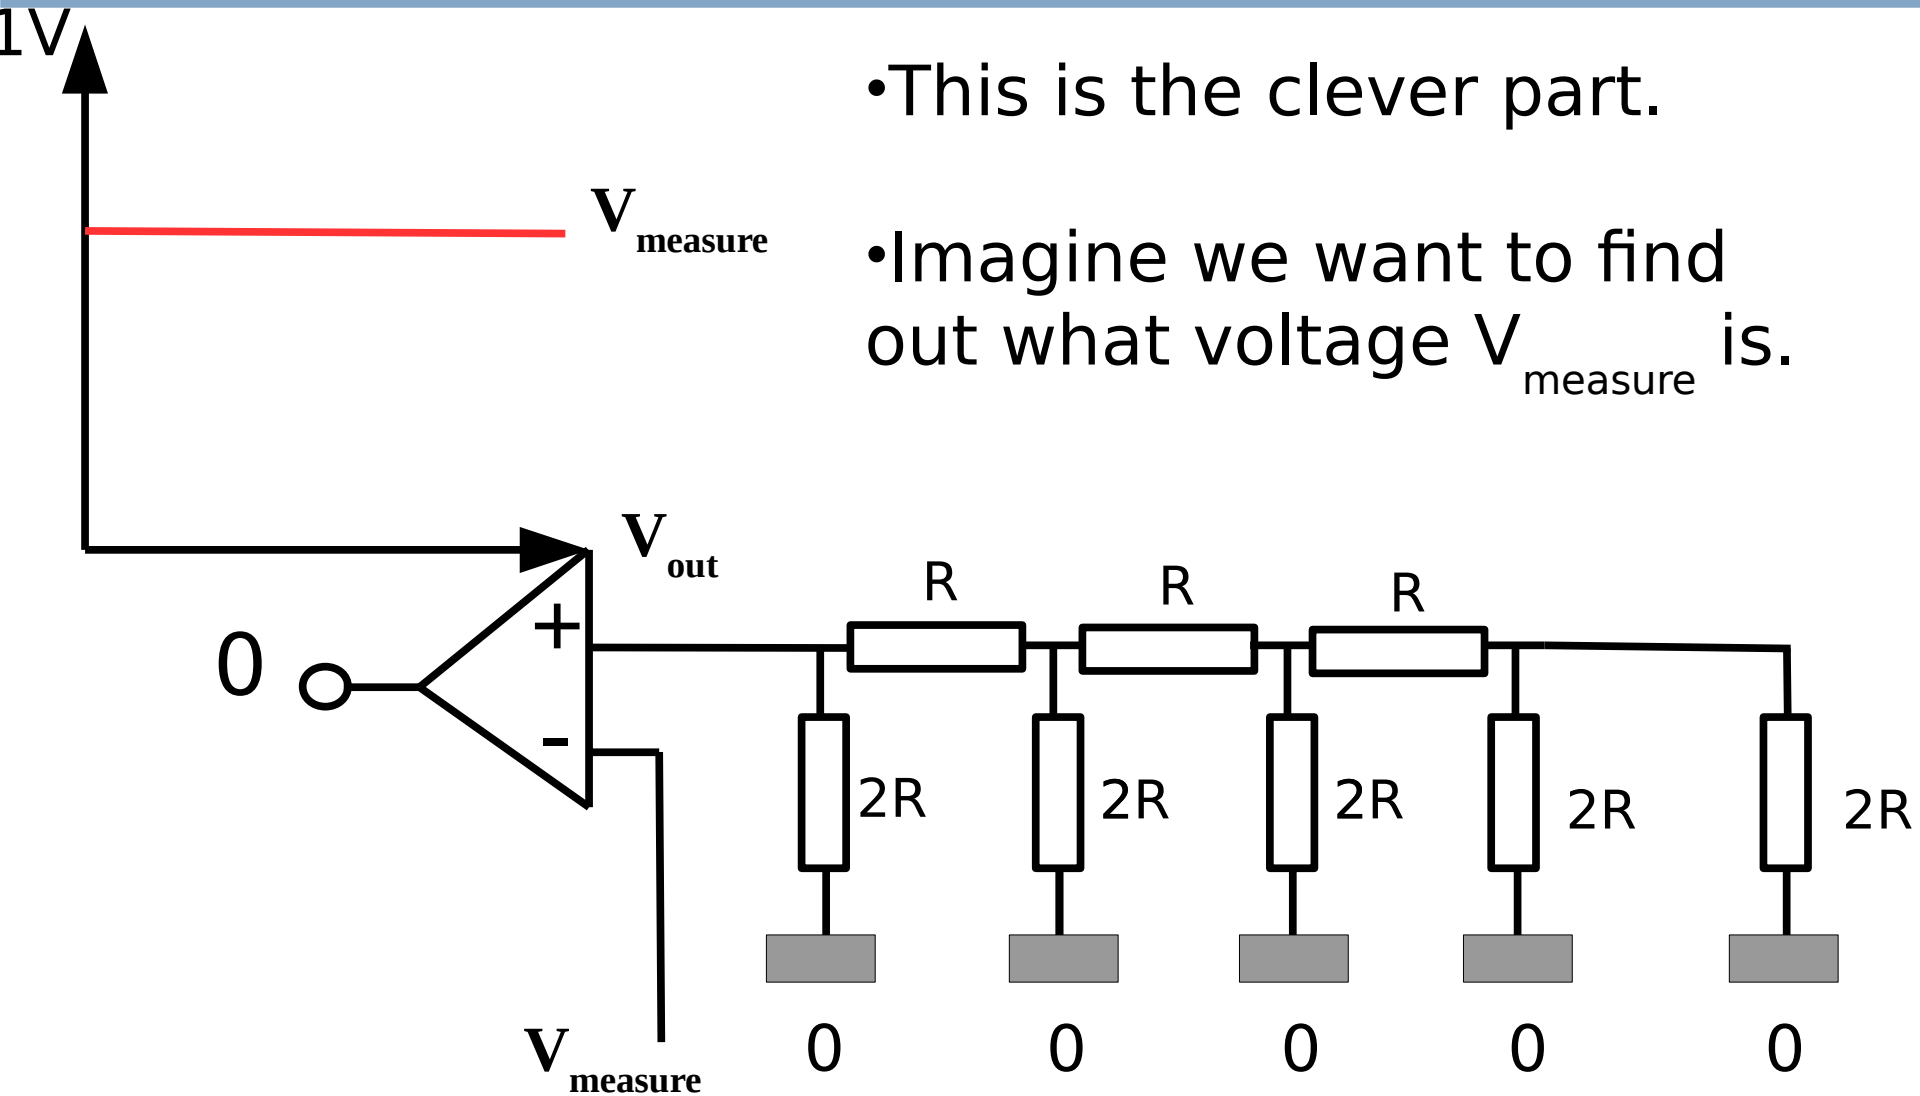 1V
•This is the clever part.
Vmeasure
•Imagine we want to find
out what voltage Vmeasure is.
Vout
R R R
0
+
-
2R 2R 2R 2R 2R
Vmeasure
0 0 0 0 0